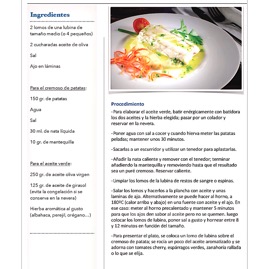 Ingredientes
2 lomos de una lubina de
tamaño medio (o 4 pequeños)
2 cucharadas aceite de oliva
Sal
Ajo en láminas
Para el cremoso de patatas:
150 gr. de patatas
Agua
Sal
30 ml. de nata líquida
10 gr. de mantequilla
Para el aceite verde:
250 gr. de aceite oliva virgen
125 gr. de aceite de girasol
(evita la congelación si se
conserva en la nevera)
Hierba aromática al gusto
(albahaca, perejil, orégano...)
Procedimiento
- Para elaborar el aceite verde, batir enérgicamente con batidora
los dos aceites y la hierba elegida; pasar por un colador y
reservar en la nevera.
-Poner agua con sal a cocer y cuando hierva meter las patatas
peladas; mantener unos 30 minutos.
-Sacarlas a un escurridor y utilizar un tenedor para aplastarlas.
-Añadir la nata caliente y remover con el tenedor; terminar
añadiendo la mantequilla y removiendo hasta que el resultado
sea un puré cremoso. Reservar caliente.
-Limpiar los lomos de la lubina de restos de sangre o espinas.
-Salar los lomos y hacerlos a la plancha con aceite y unas
láminas de ajo. Alternativamente se puede hacer al horno, a
180ºC (calor arriba y abajo) en una fuente con aceite y el ajo. En
ese caso: meter al horno precalentado y mantener 5 minutos
para que los ajos den sabor al aceite pero no se quemen, luego
colocar los lomos de lubina, poner sal a gusto y hornear entre 8
y 12 minutos en función del tamaño.
-Para presentar el plato, se coloca un lomo de lubina sobre el
cremoso de patata; se rocía un poco del aceite aromatizado y se
adorna con tomates cherry, espárragos verdes, zanahoria rallada
o lo que se elija.